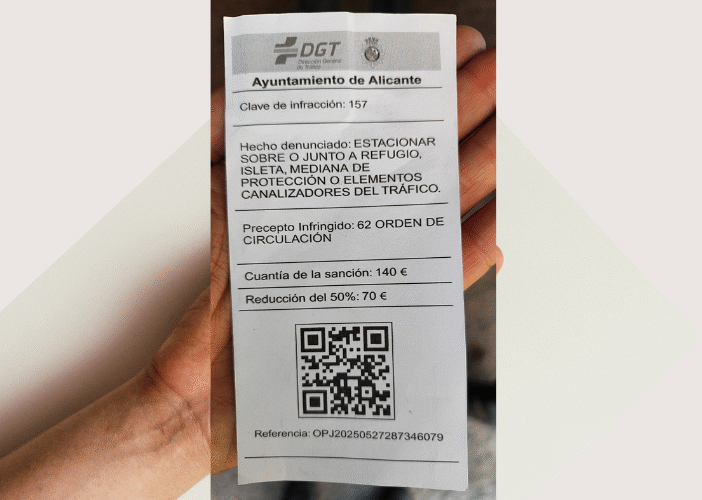 DGT
Dirección General
de Tráfico
Ayuntamiento de Alicante
Clave de infracción: 157
Hecho denunciado: ESTACIONAR
SOBRE O JUNTO A REFUGIO,
ISLETA, MEDIANA DE
PROTECCIÓN O ELEMENTOS
CANALIZADORES DEL TRÁFICO.
Precepto Infringido: 62 ORDEN DE
CIRCULACIÓN
Cuantía de la sanción: 140 €
Reducción del 50%: 70 €
Referencia: OPJ20250527287346079